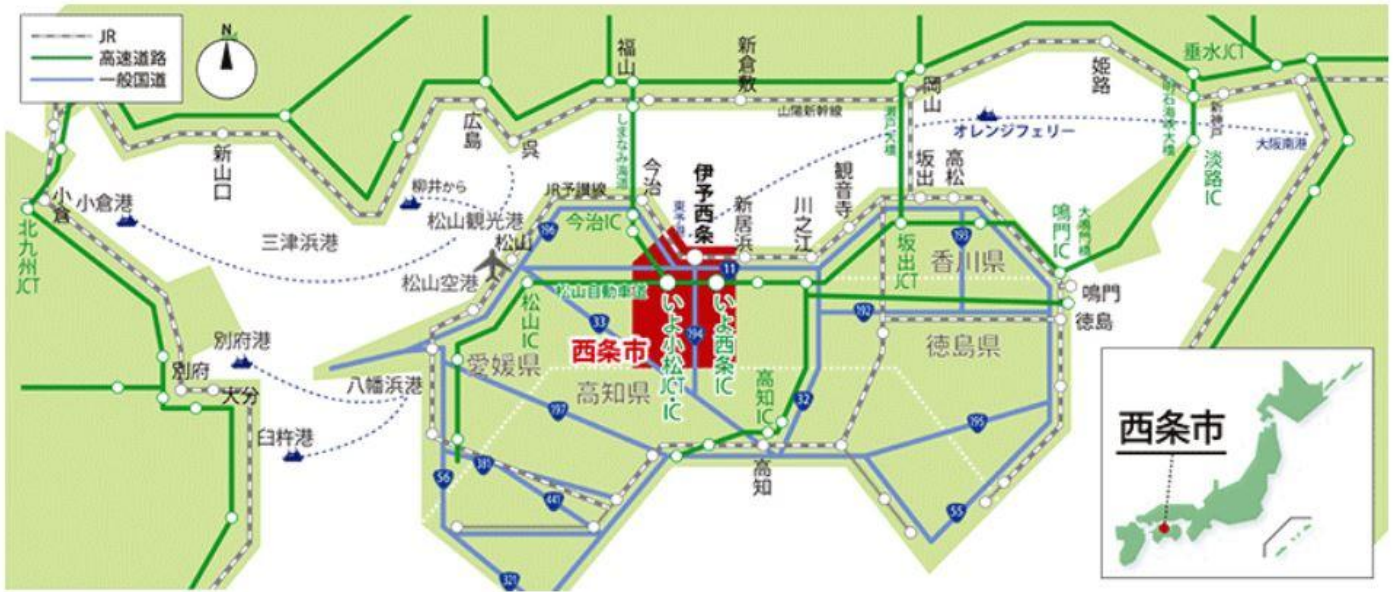 JR
高速道路
一般国道
N
福山
新倉敷
岡山
姫路
垂水JCT
広島
呉
しまなみ海道
山陽新幹線
瀬戸大橋
オレンジフェリー
明石海峡大橋
新神戸
大阪南港
新山口
柳井から
JR予讃線
今治
伊予西条
東予港
新居浜
川之江
観音寺
坂出
高松
淡路IC
小倉
小倉港
三津浜港
松山観光港
松山
196
今治IC
北九州JCT
松山空港
松山自動車道
11
坂出JCT
193
香川県
鳴門IC
大鳴門橋
鳴門
徳島
松山IC
33
いよ小松JCT・IC
194
いよ西条IC
192
徳島県
別府港
別府
大分
西条市
愛媛県
八幡浜港
高知県
高知IC
32
197
195
臼杵港
56
381
441
高知
55
321
西条市